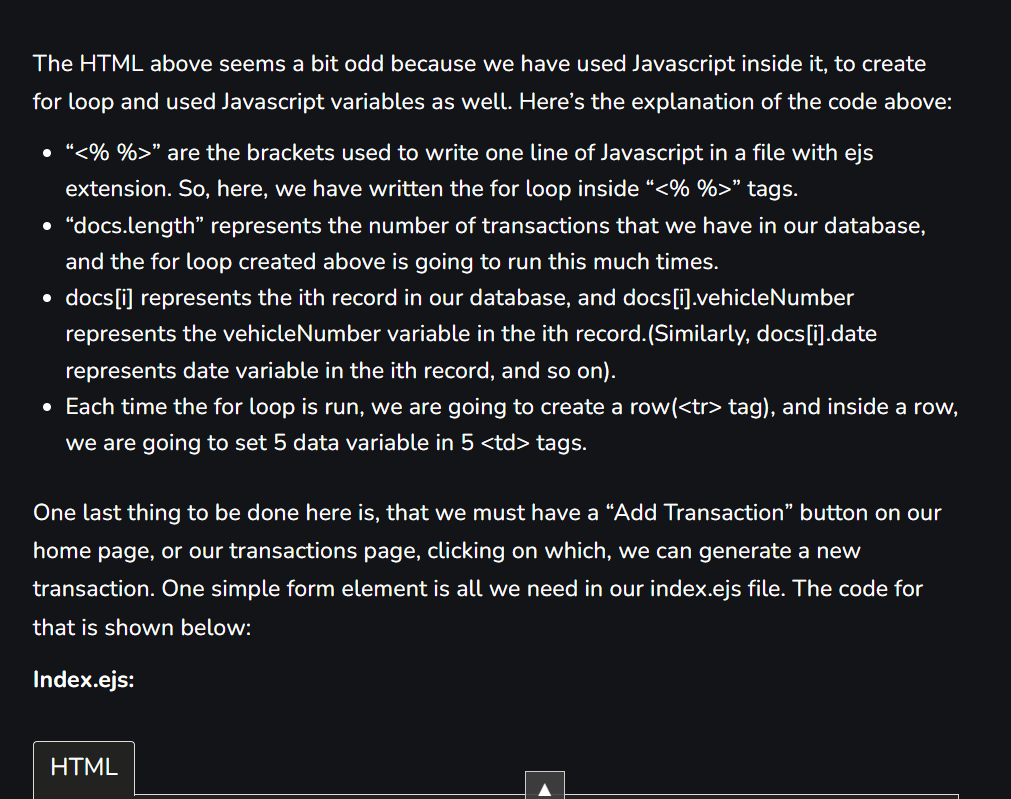 The HTML above seems a bit odd because we have used Javascript inside it, to create
for loop and used Javascript variables as well. Here’s the explanation of the code above:
• “<% %>” are the brackets used to write one line of Javascript in a file with ejs
extension. So, here, we have written the for loop inside “<% %>” tags.
• “docs.length” represents the number of transactions that we have in our database,
and the for loop created above is going to run this much times.
• docs[i] represents the ith record in our database, and docs[i].vehicleNumber
represents the vehicleNumber variable in the ith record.(Similarly, docs[i].date
represents date variable in the ith record, and so on).
• Each time the for loop is run, we are going to create a row(<tr> tag), and inside a row,
we are going to set 5 data variable in 5 <td> tags.
One last thing to be done here is, that we must have a “Add Transaction” button on our
home page, or our transactions page, clicking on which, we can generate a new
transaction. One simple form element is all we need in our index.ejs file. The code for
that is shown below:
Index.ejs:
HTML